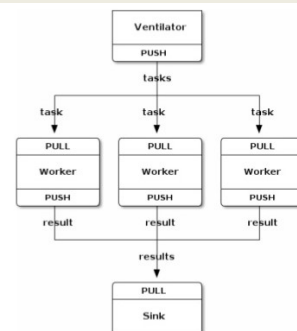 Ventilator
PUSH
tasks
task task task
PULL PULL PULL
Worker Worker Worker
PUSH PUSH PUSH
result result result
results
PULL
Sink